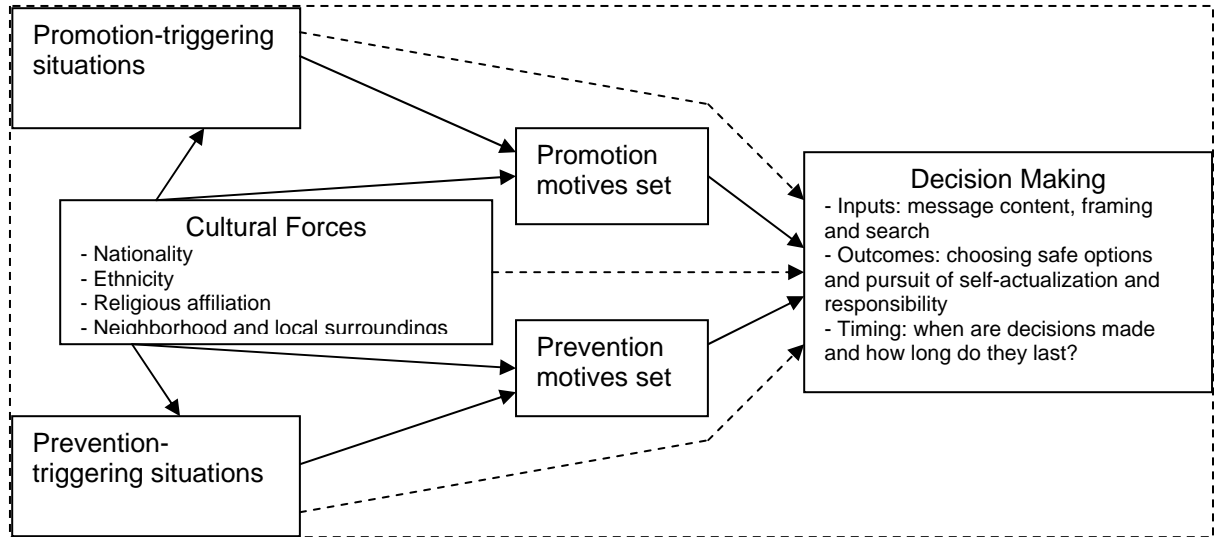 Promotion-triggering
situations
Promotion
motives set
Cultural Forces
- Nationality
- Ethnicity
- Religious affiliation
- Neighborhood and local surroundings
Decision Making
- Inputs: message content, framing
and search
- Outcomes: choosing safe options
and pursuit of self-actualization and
responsibility
- Timing: when are decisions made
and how long do they last?
Prevention
motives set
Prevention-
triggering situations